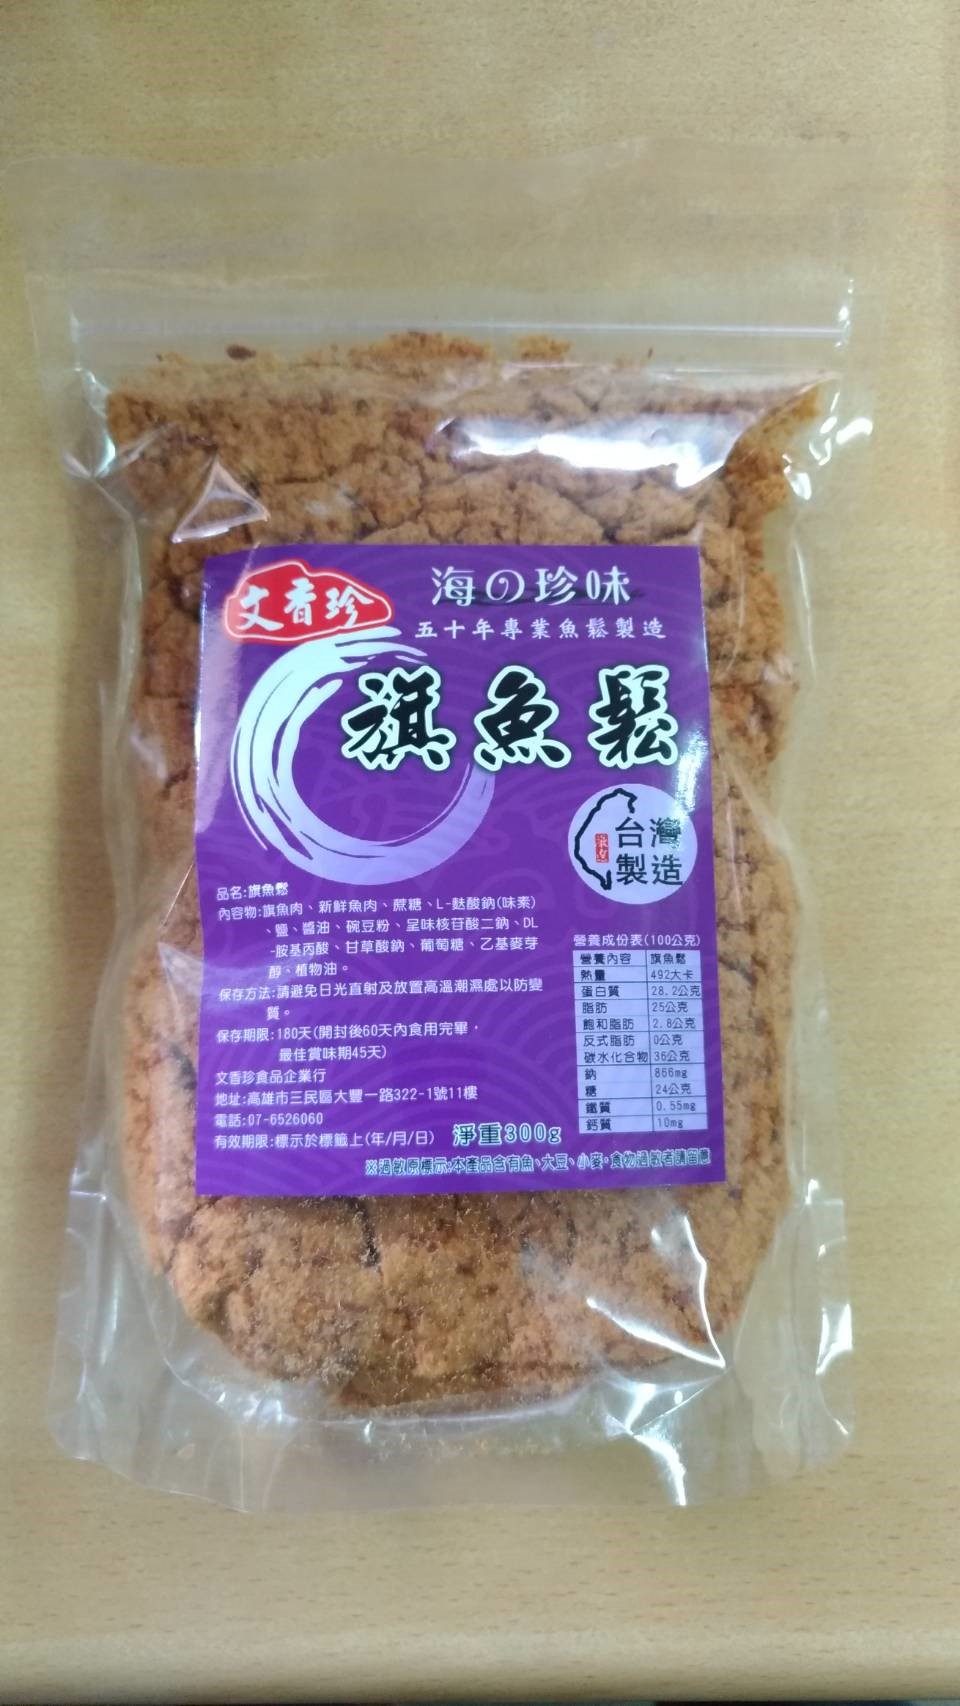 文香珍
海の珍味
五十年專業魚鬆製造
旗魚鬆
台灣
製造
品名:旗魚鬆
內容物:旗魚肉、新鮮魚肉、蔗糖、L-麩酸鈉(味素)
、鹽、醬油、碗豆粉、呈味核苷酸二鈉、DL
-胺基丙酸、甘草酸鈉、葡萄糖、乙基麥芽
醇、植物油。
保存方法:請避免日光直射及放置高溫潮濕處以防變
質。
保存期限:180天(開封後60天內食用完畢，
最佳賞味期45天)
文香珍食品企業行
地址:高雄市三民區大豐一路322-1號11樓
電話:07-6526060
有效期限:標示於標籤上(年/月/日)
淨重300g
營養成份表(100公克)
營養內容 旗魚鬆
熱量 492大卡
蛋白質 28.2公克
脂肪 25公克
飽和脂肪 2.8公克
反式脂肪 0公克
碳水化合物 36公克
鈉 866mg
糖 24公克
鐵質 0.55mg
鈣質 10mg
※過敏原標示:本產品含有魚、大豆、小麥，食物過敏者請留意